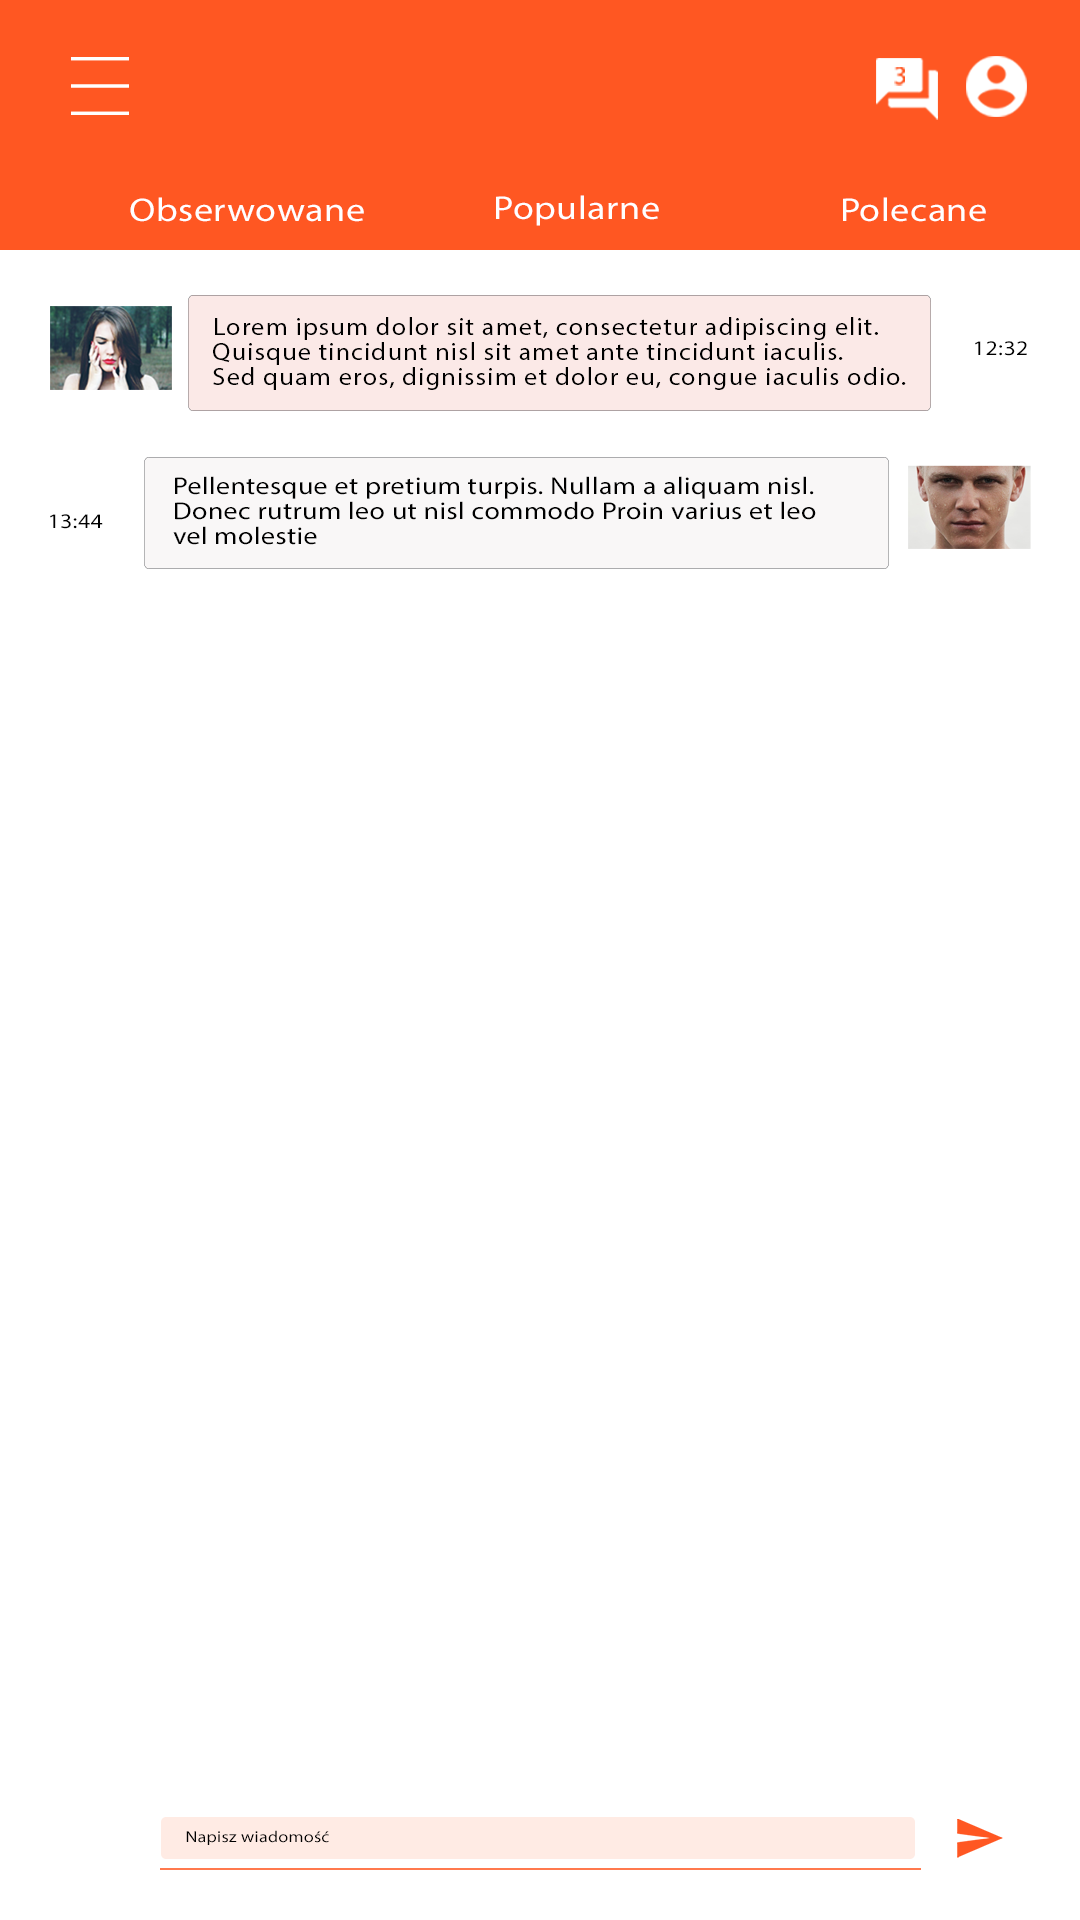 3
Obserwowane
Popularne
Polecane
Lorem ipsum dolor sit amet, consectetur adipiscing elit.
Quisque tincidunt nisl sit amet ante tincidunt iaculis.
Sed quam eros, dignissim et dolor eu, congue iaculis odio.
12:32
Pellentesque et pretium turpis. Nullam a aliquam nisl.
Donec rutrum leo ut nisl commodo Proin varius et leo
vel molestie
13:44
Napisz wiadomość